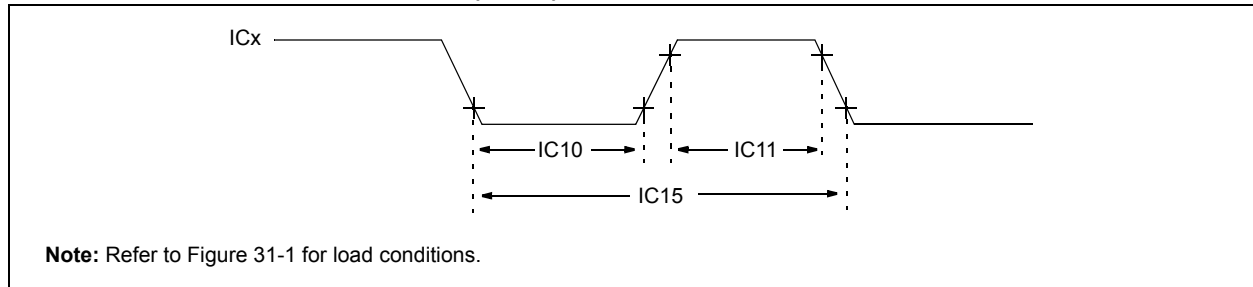 ICx
IC10
IC11
IC15
Note: Refer to Figure 31-1 for load conditions.